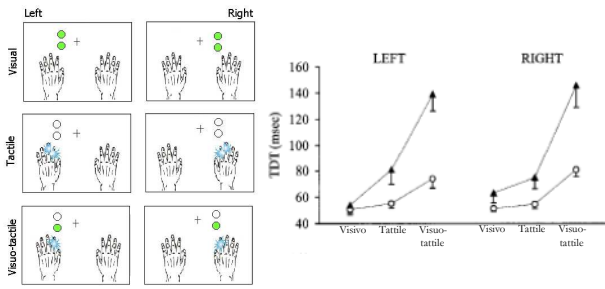 Left Right
Visual
Tactile
Visuo-tactile
LEFT RIGHT
TDT (msec)
160
140
120
100
80
60
40
Visivo Tattile Visuo-tattile Visivo Tattile Visuo-tattile